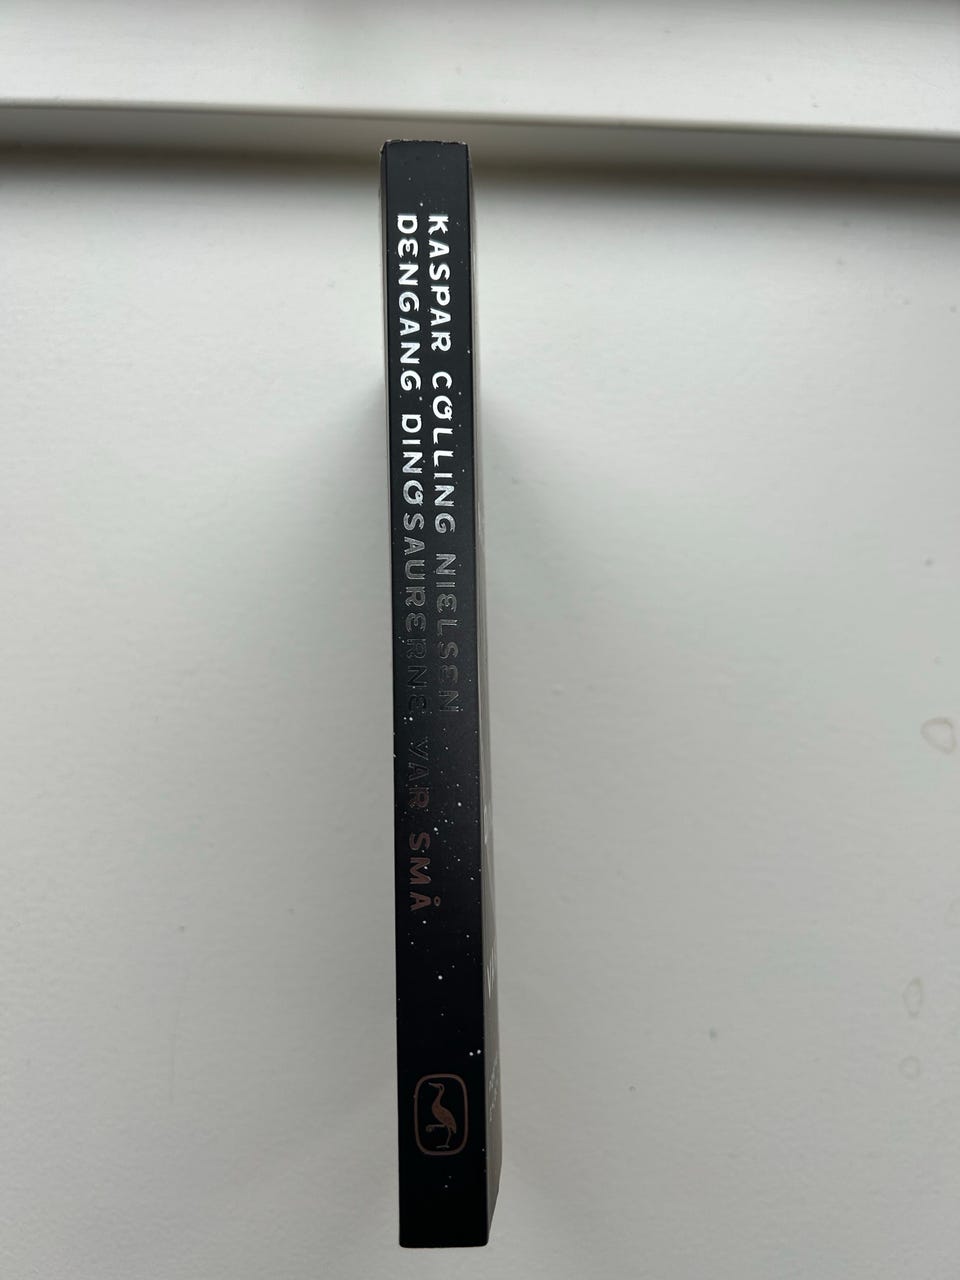 KASPAR COLLING NIELSEN
DENGANG DINOSAURERNE VAR SMÅ